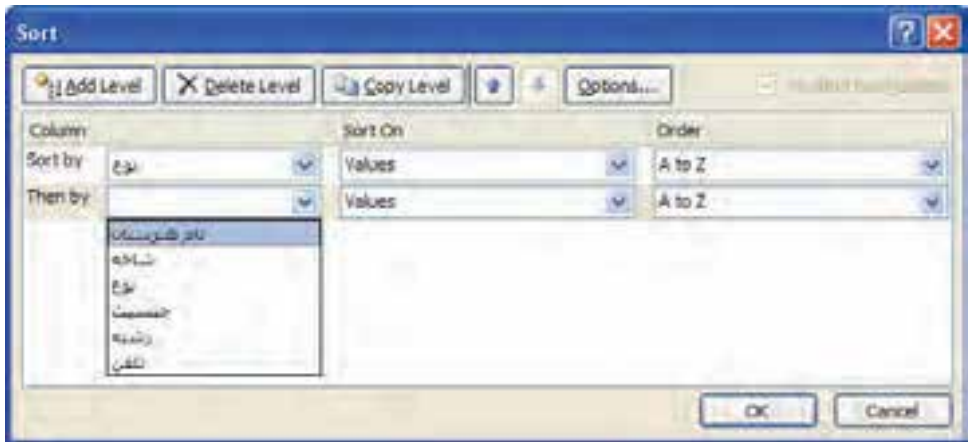 Sort
Add Level Delete Level Copy Level Options...
Column Sort On Order
Sort by نوع Values A to Z
Then by Values A to Z
نام هنرستان
شاخه
نوع
جنسیت
رشته
تلفن
OK Cancel